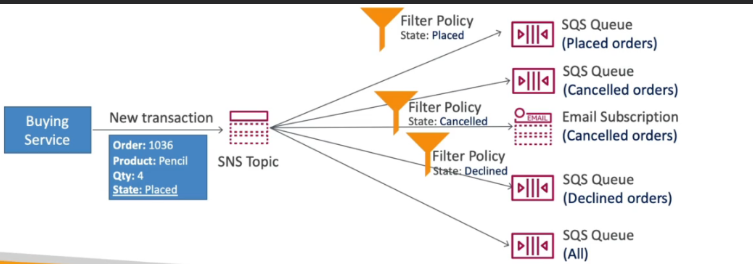 Buying
Service
New transaction
Order: 1036
Product: Pencil
Qty: 4
State: Placed
SNS Topic
Filter Policy
State: Placed
Filter Policy
State: Cancelled
Filter Policy
State: Declined
SQS Queue
(Placed orders)
SQS Queue
(Cancelled orders)
EMAIL
Email Subscription
(Cancelled orders)
SQS Queue
(Declined orders)
SQS Queue
(All)